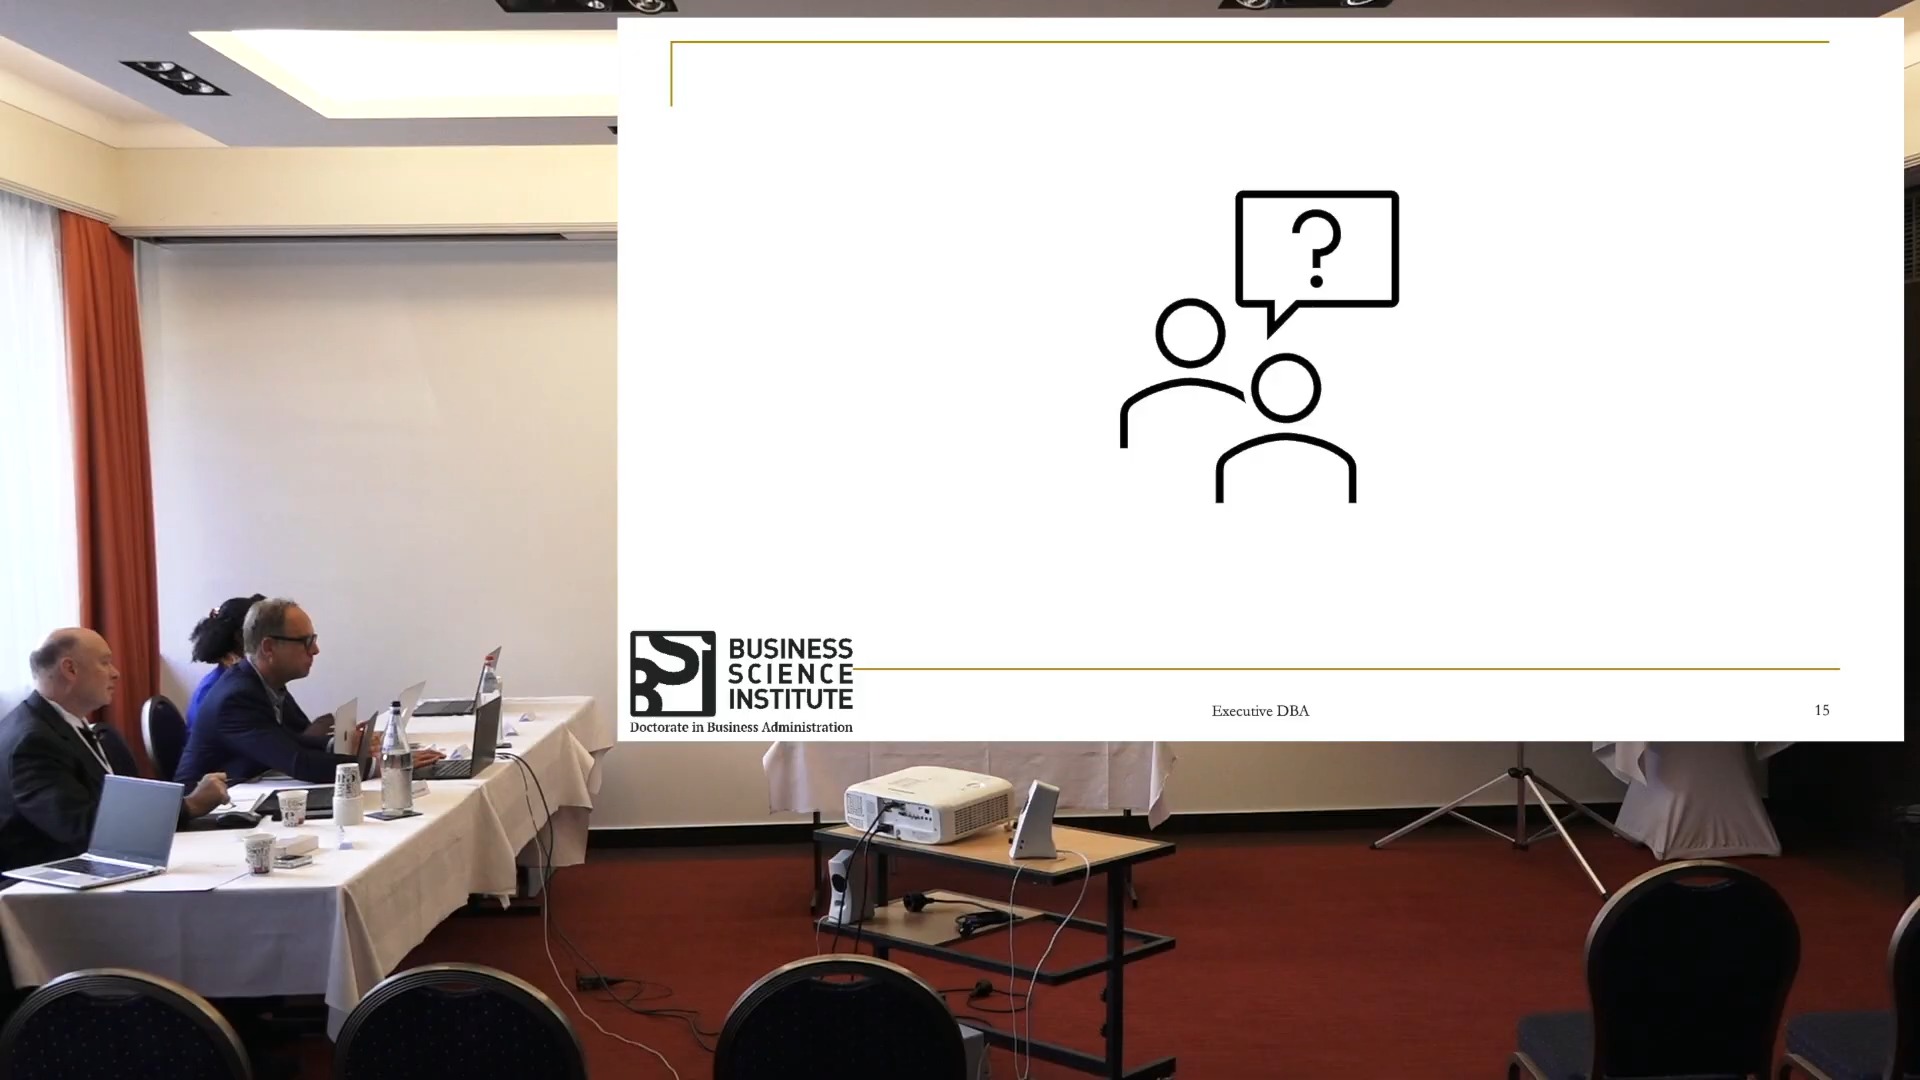 ?
BUSINESS
SCIENCE
INSTITUTE
Doctorate in Business Administration
Executive DBA
15